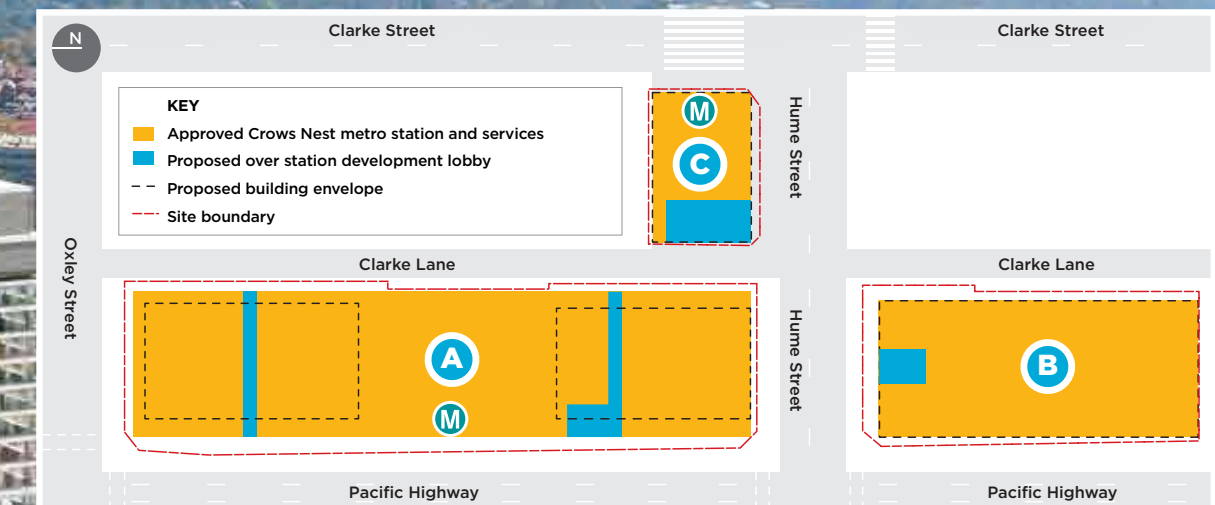 Clarke Street
Clarke Street
N
KEY
Approved Crows Nest metro station and services
Proposed over station development lobby
Proposed building envelope
Site boundary
M
C
Hume Street
Oxley Street
Clarke Lane
Clarke Lane
A
M
Hume Street
B
Pacific Highway
Pacific Highway